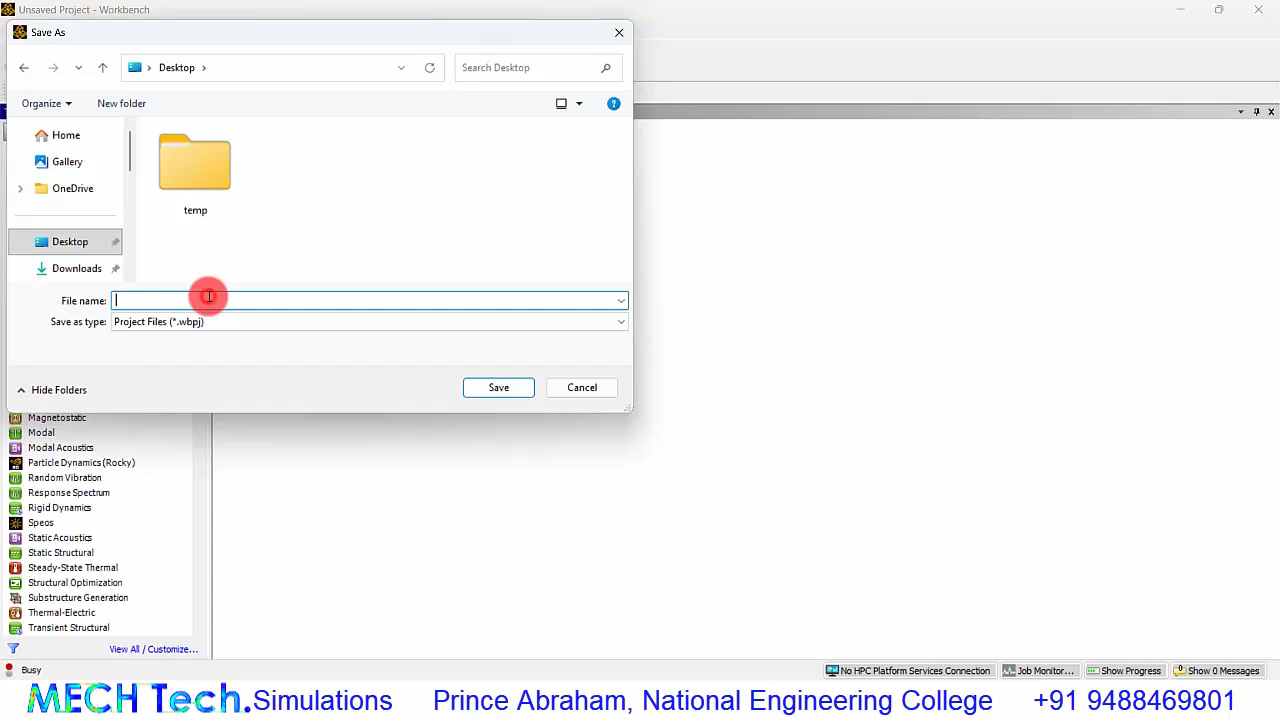 Unsaved Project - Workbench
Save As
Desktop
Search Desktop
Organize
New folder
Home
Gallery
OneDrive
Desktop
Downloads
temp
File name:
Save as type: Project Files (*.wbpj)
Hide Folders
Save
Cancel
Magnetostatic
Modal
Modal Acoustics
Particle Dynamics (Rocky)
Random Vibration
Response Spectrum
Rigid Dynamics
Speos
Static Acoustics
Static Structural
Steady-State Thermal
Structural Optimization
Substructure Generation
Thermal-Electric
Transient Structural
View All / Customize...
Busy
No HPC Platform Services Connection
Job Monitor...
Show Progress
Show 0 Messages
MECH Tech.Simulations Prince Abraham, National Engineering College +91 9488469801